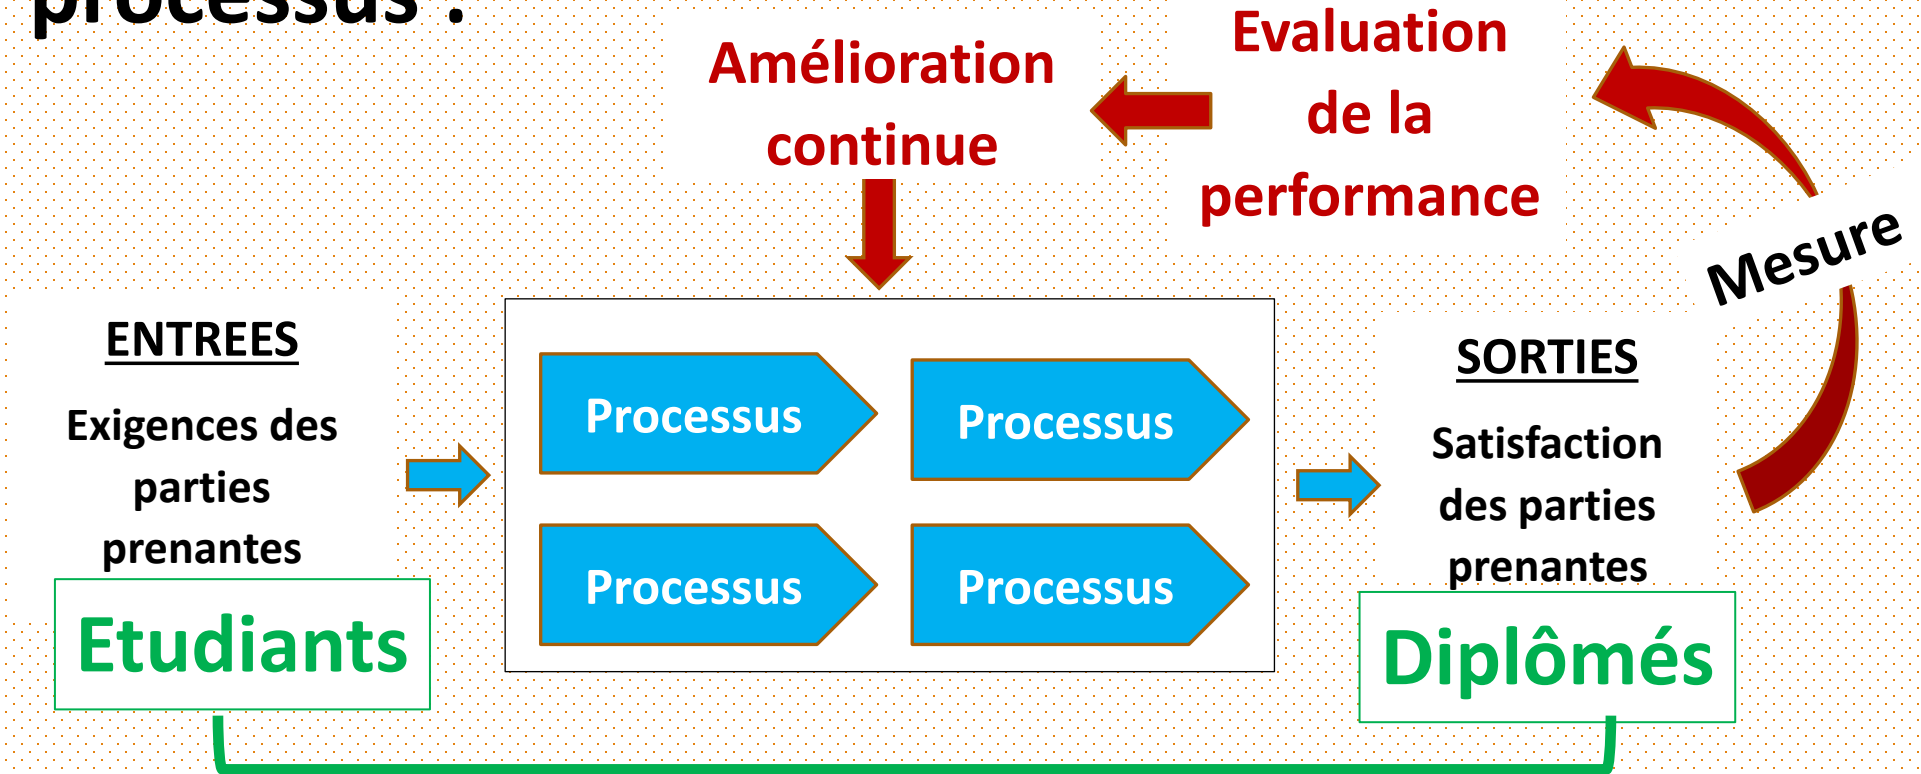 processus :
Amélioration
continue
Evaluation
de la
performance
Mesure
ENTREES
Exigences des
parties
prenantes
Etudiants
Processus
Processus
Processus
Processus
SORTIES
Satisfaction
des parties
prenantes
Diplômés